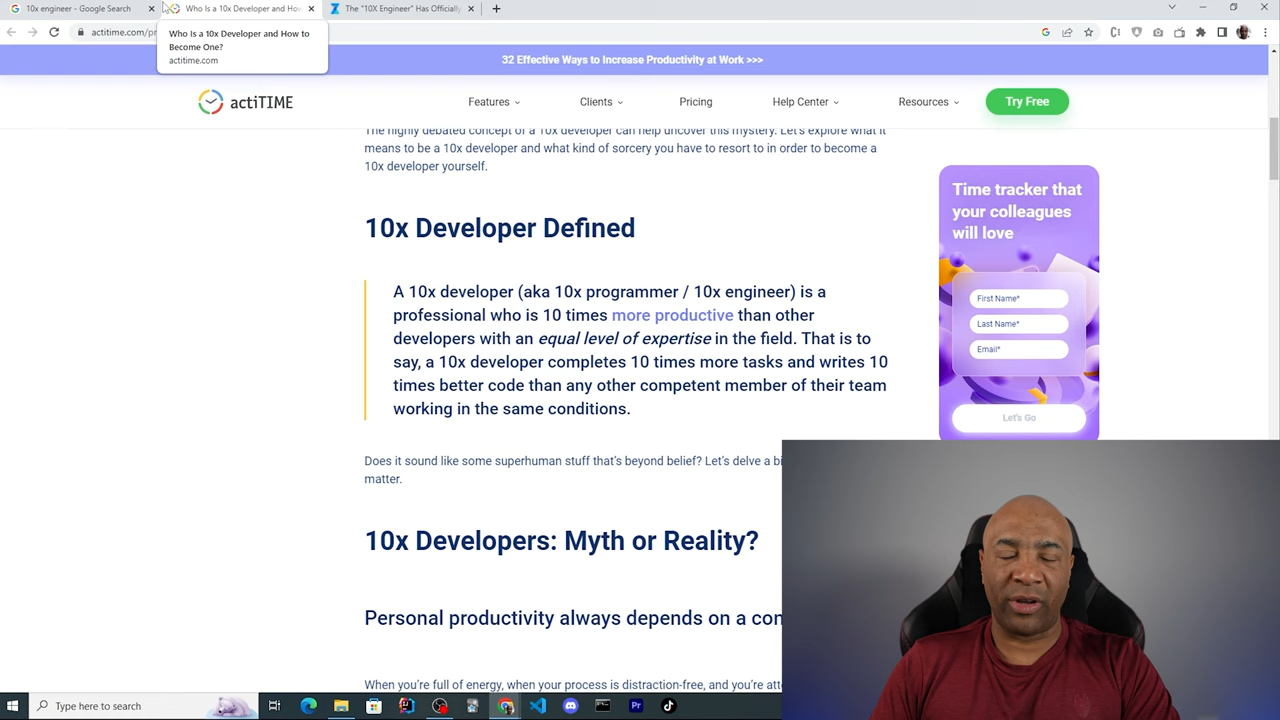 10x engineer - Google Search
Who Is a 10x Developer and How
The "10X Engineer" Has Officially
Who Is a 10x Developer and How to
Become One?
actitime.com
actitime.com/pr
32 Effective Ways to Increase Productivity at Work >>>
actiTIME
Features
Clients
Pricing
Help Center
Resources
Try Free
The highly debated concept of a 10x developer can help uncover this mystery. Let's explore what it
means to be a 10x developer and what kind of sorcery you have to resort to in order to become a
10x developer yourself.
10x Developer Defined
A 10x developer (aka 10x programmer / 10x engineer) is a
professional who is 10 times more productive than other
developers with an equal level of expertise in the field. That is to
say, a 10x developer completes 10 times more tasks and writes 10
times better code than any other competent member of their team
working in the same conditions.
Does it sound like some superhuman stuff that's beyond belief? Let's delve a bi
matter.
10x Developers: Myth or Reality?
Personal productivity always depends on a con
When you're full of energy, when your process is distraction-free, and you're atte
Time tracker that
your colleagues
will love
First Name*
Last Name*
Email*
Let's Go
Type here to search